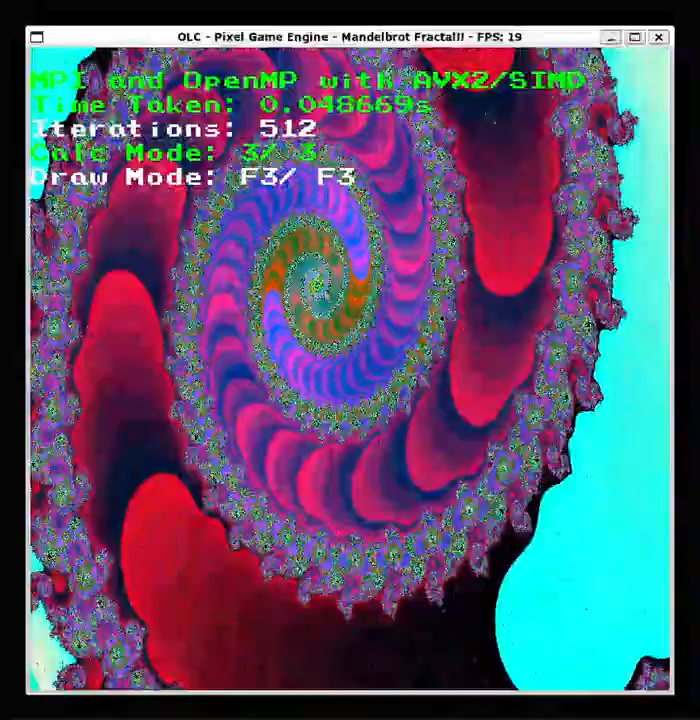 OLC - Pixel Game Engine - Mandelbrot Fractal!! - FPS: 19
MPI and OpenMP with AVX2/SIMD
Time Taken: 0.048669s
Iterations: 512
Calc Mode: 3/ 3
Draw Mode: F3/ F3